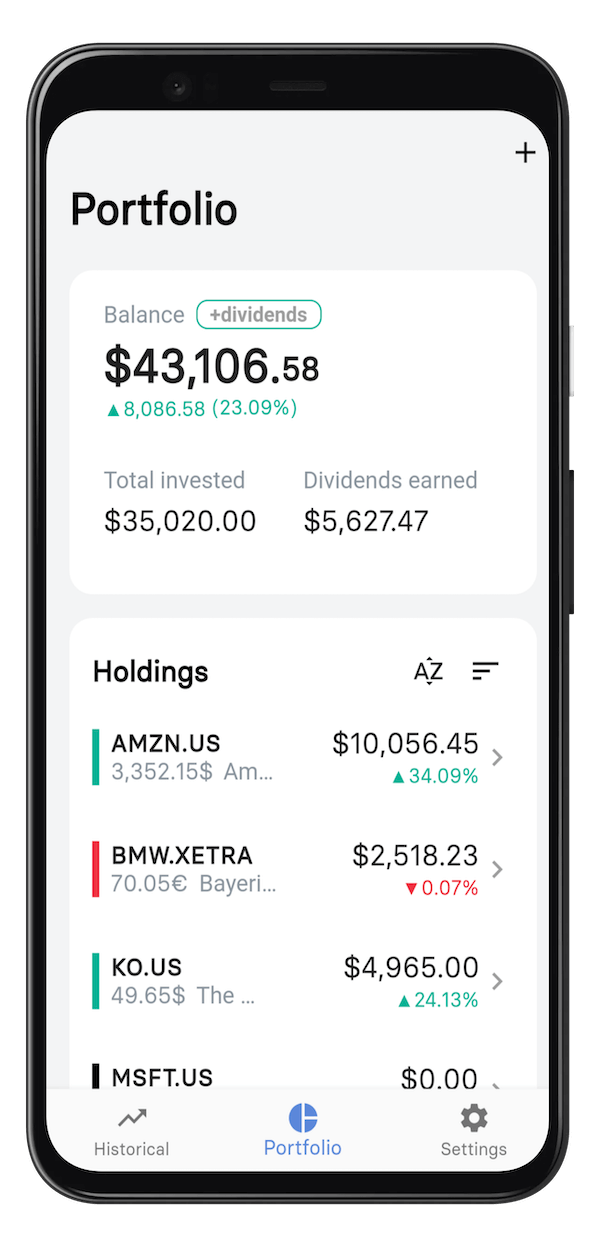 Portfolio
Balance +dividends
$43,106.58
▲8,086.58 (23.09%)
Total invested Dividends earned
$35,020.00 $5,627.47
Holdings AZ
AMZN.US $10,056.45
3,352.15$ Am... ▲34.09%
BMW.XETRA $2,518.23
70.05€ Bayeri... ▼0.07%
KO.US $4,965.00
49.65$ The ... ▲24.13%
MSFT.US $0.00
Historical Portfolio Settings